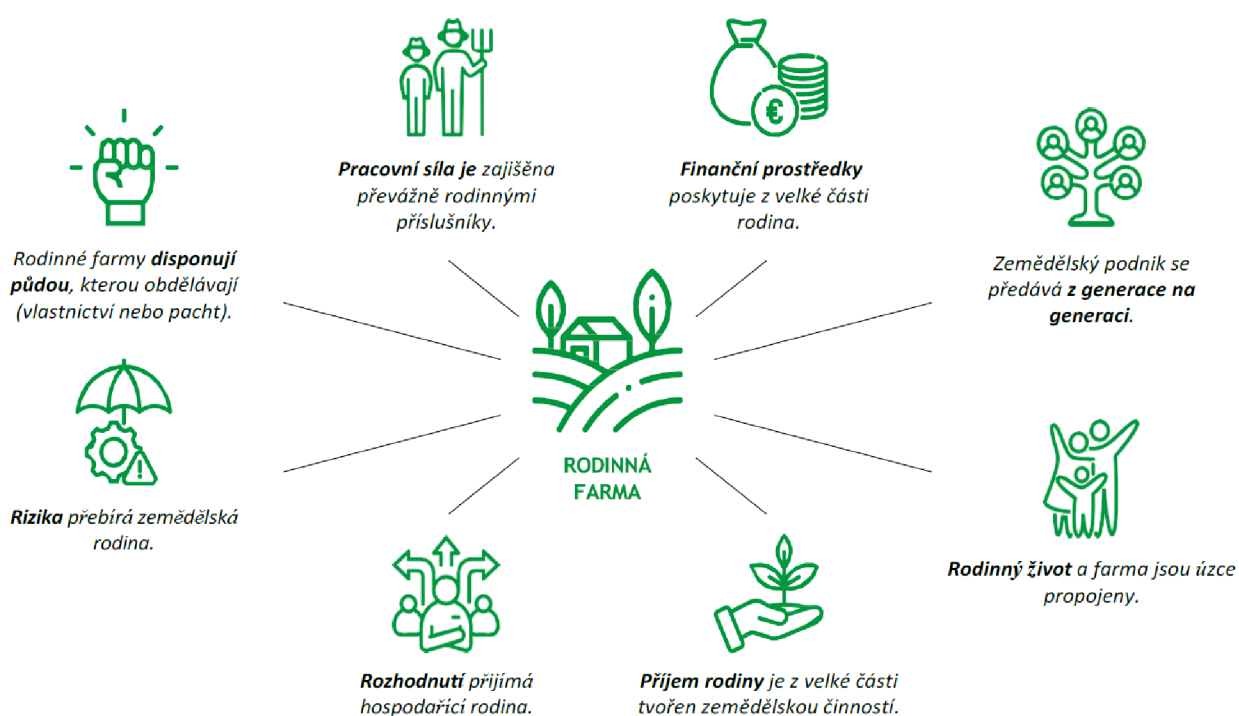 Pracovní síla je zajišěna
převážně rodinnými
příslušníky.
Finanční prostředky
poskytuje z velké části
rodina.
Rodinné farmy disponují
půdou, kterou obdělávají
(vlastnictví nebo pacht).
Zemědělský podnik se
předává z generace na
generaci.
RODINNÁ
FARMA
Rizika přebírá zemědělská
rodina.
Rodinný život a farma jsou úzce
propojeny.
Rozhodnutí přijímá
hospodařící rodina.
Příjem rodiny je z velké části
tvořen zemědělskou činností.